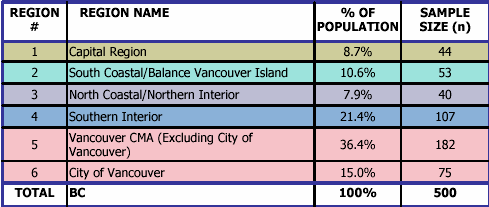 REGION # REGION NAME % OF POPULATION SAMPLE SIZE (n)
1 Capital Region 8.7% 44
2 South Coastal/Balance Vancouver Island 10.6% 53
3 North Coastal/Northern Interior 7.9% 40
4 Southern Interior 21.4% 107
5 Vancouver CMA (Excluding City of Vancouver) 36.4% 182
6 City of Vancouver 15.0% 75
TOTAL BC 100% 500